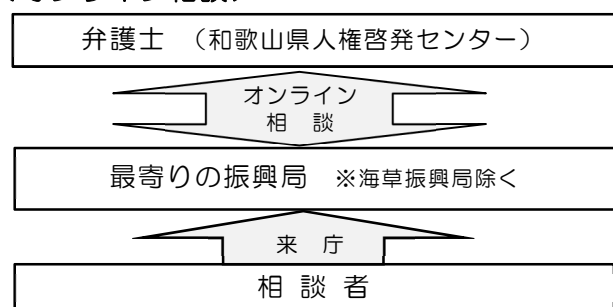 弁護士 （和歌山県人権啓発センター）
オンライン
相 談
最寄りの振興局 ※海草振興局除く
来 庁
相 談 者